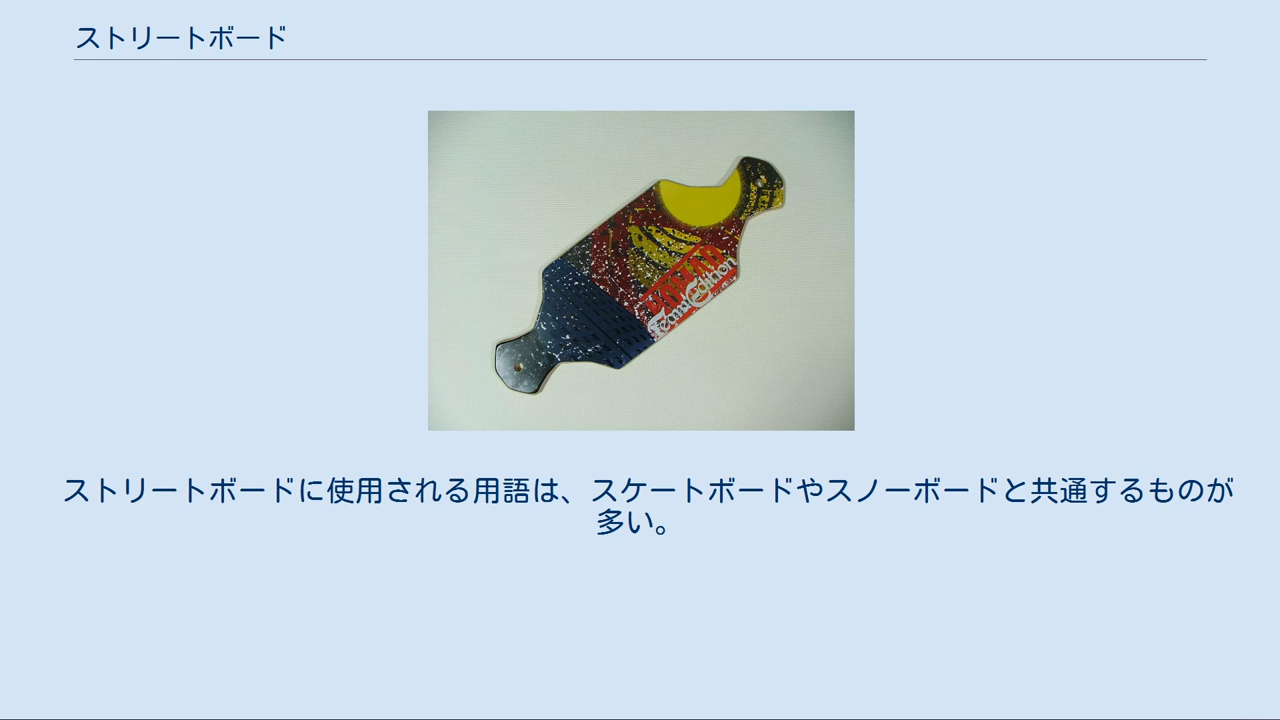 ストリートボード
Team Edition
ストリートボードに使用される用語は、スケートボードやスノーボードと共通するものが
多い。